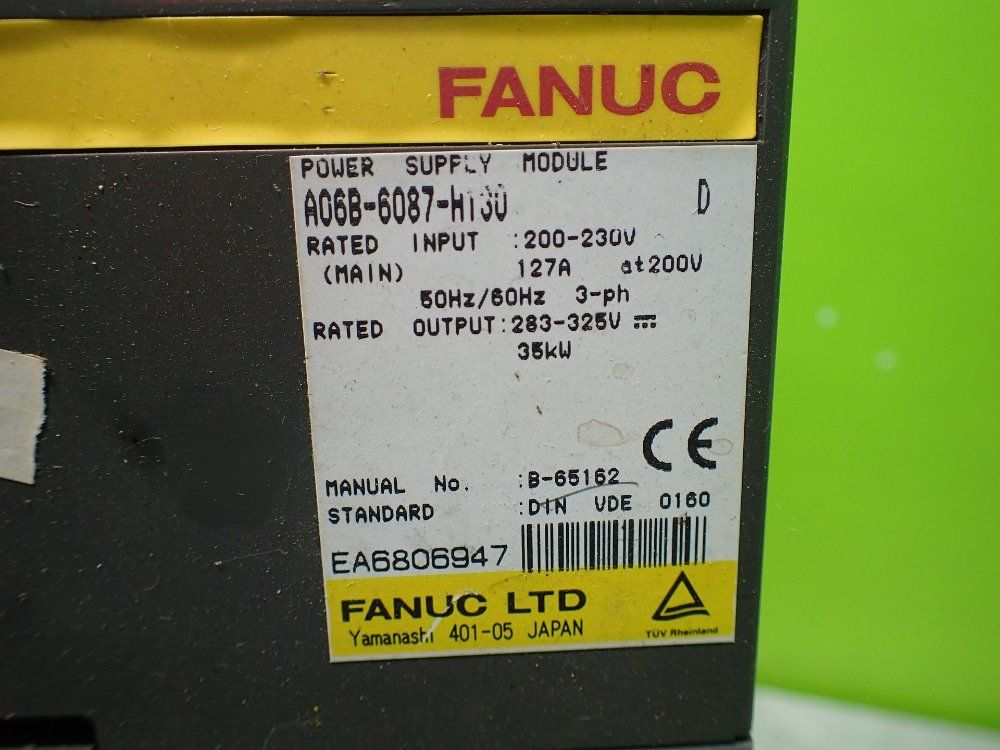 FANUC
POWER SUPPLY MODULE
A06B-6087-H130 D
RATED INPUT :200-230V
(MAIN) 127A at200V
50Hz/60Hz 3-ph
RATED OUTPUT:283-325V ⎓
35kW
CE
MANUAL No. :B-65162
STANDARD :DIN VDE 0160
EA6806947
FANUC LTD
Yamanashi 401-05 JAPAN
TÜV Rheinland